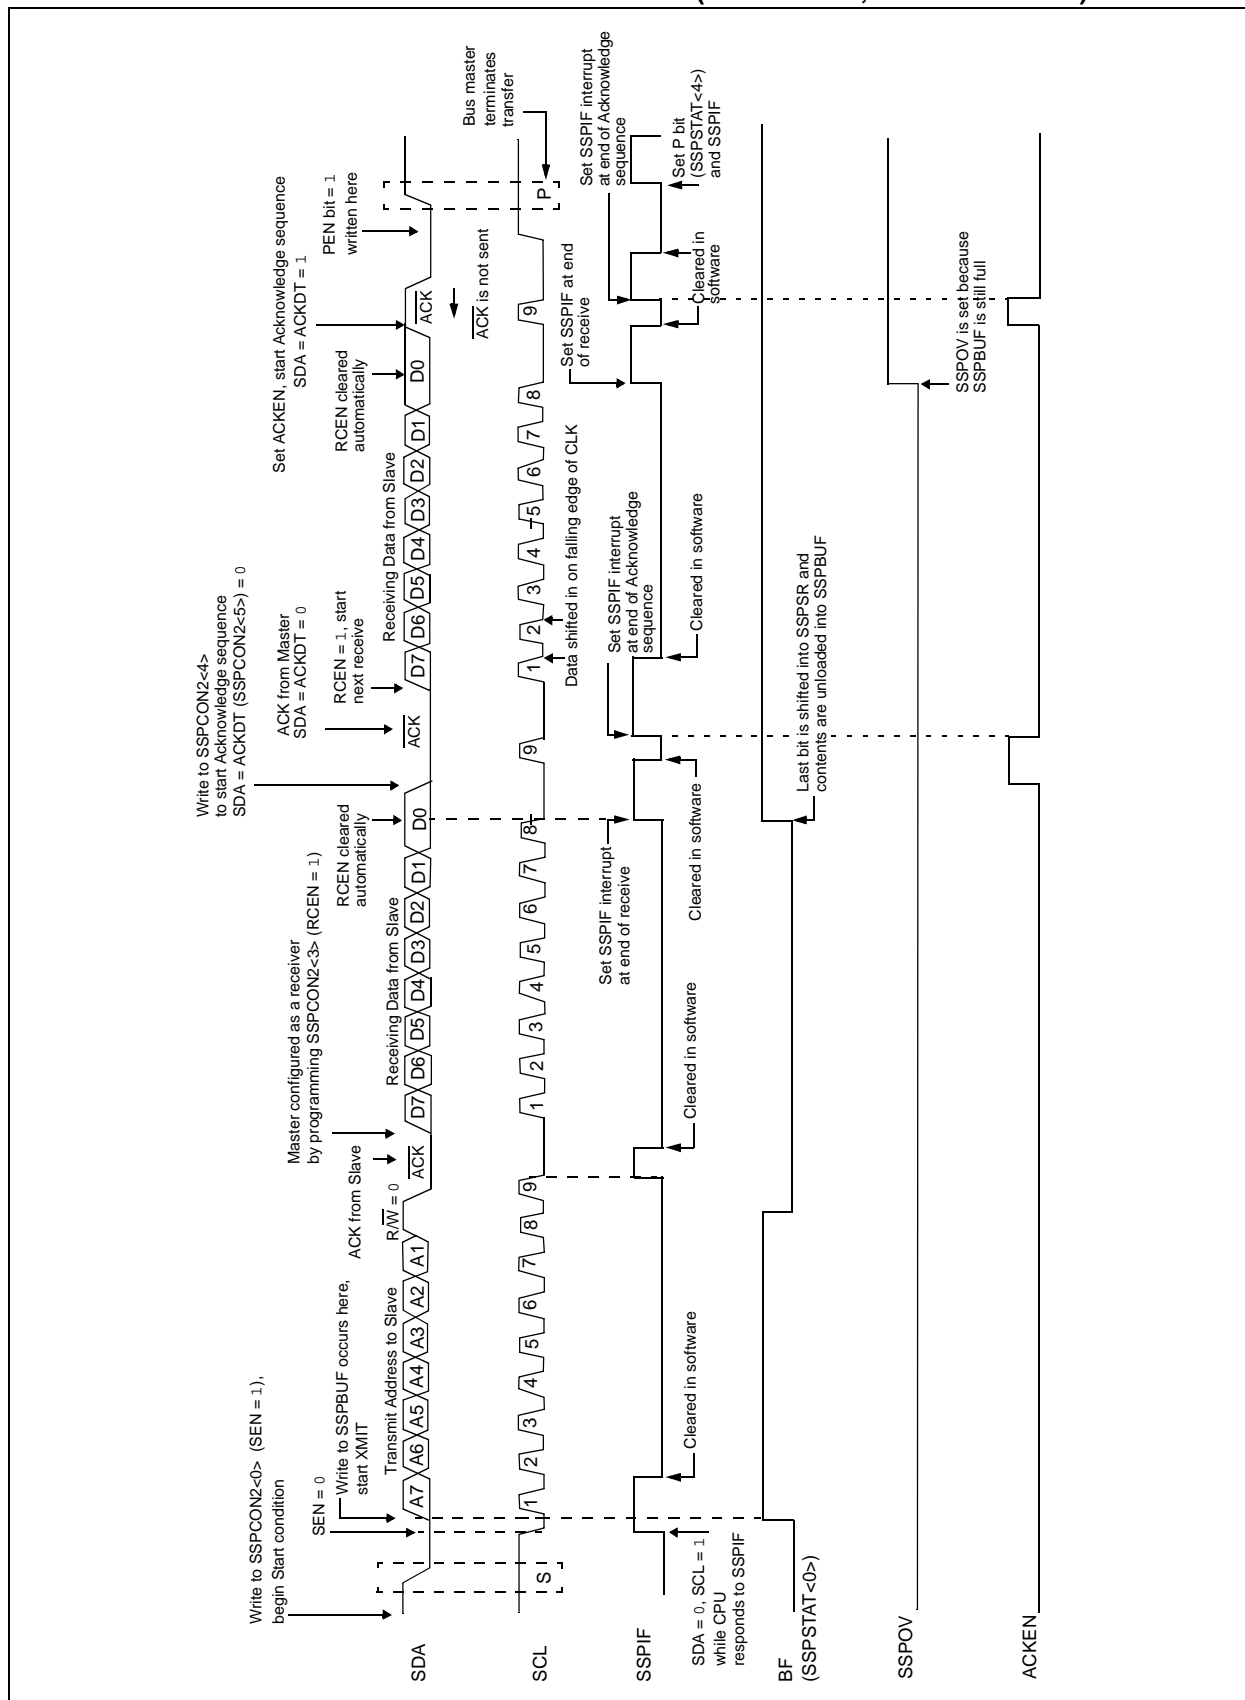 Write to SSPCON2<0> (SEN = 1),
begin Start condition
SEN = 0
Write to SSPBUF occurs here,
start XMIT
ACK from Slave
Master configured as a receiver
by programming SSPCON2<3> (RCEN = 1)
RCEN cleared
automatically
Write to SSPCON2<4>
to start Acknowledge sequence
SDA = ACKDT (SSPCON2<5>) = 0
ACK from Master
SDA = ACKDT = 0
RCEN = 1, start
next receive
RCEN cleared
automatically
Set ACKEN, start Acknowledge sequence
SDA = ACKDT = 1
PEN bit = 1
written here
Transmit Address to Slave
R/W = 0
Receiving Data from Slave
Receiving Data from Slave
SDA
A7 A6 A5 A4 A3 A2 A1
ACK
D7 D6 D5 D4 D3 D2 D1 D0
ACK
D7 D6 D5 D4 D3 D2 D1 D0
ACK
ACK is not sent
Bus master
terminates
transfer
SCL
S
1 2 3 4 5 6 7 8 9
1 2 3 4 5 6 7 8 9
1 2 3 4 5 6 7 8 9
P
Data shifted in on falling edge of CLK
Set SSPIF interrupt
at end of receive
Set SSPIF interrupt
at end of Acknowledge
sequence
Set SSPIF at end
of receive
Set SSPIF interrupt
at end of Acknowledge
sequence
SSPIF
SDA = 0, SCL = 1
while CPU
responds to SSPIF
Cleared in software
Cleared in software
Cleared in software
Cleared in software
Cleared in
software
Set P bit
(SSPSTAT<4>)
and SSPIF
BF
(SSPSTAT<0>)
Last bit is shifted into SSPSR and
contents are unloaded into SSPBUF
SSPOV
SSPOV is set because
SSPBUF is still full
ACKEN